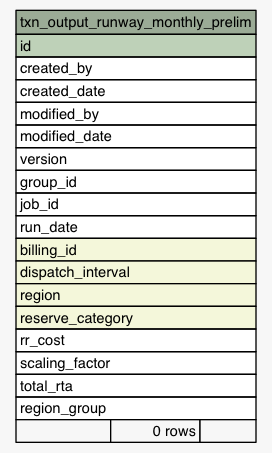 txn_output_runway_monthly_prelim
id
created_by
created_date
modified_by
modified_date
version
group_id
job_id
run_date
billing_id
dispatch_interval
region
reserve_category
rr_cost
scaling_factor
total_rta
region_group
0 rows